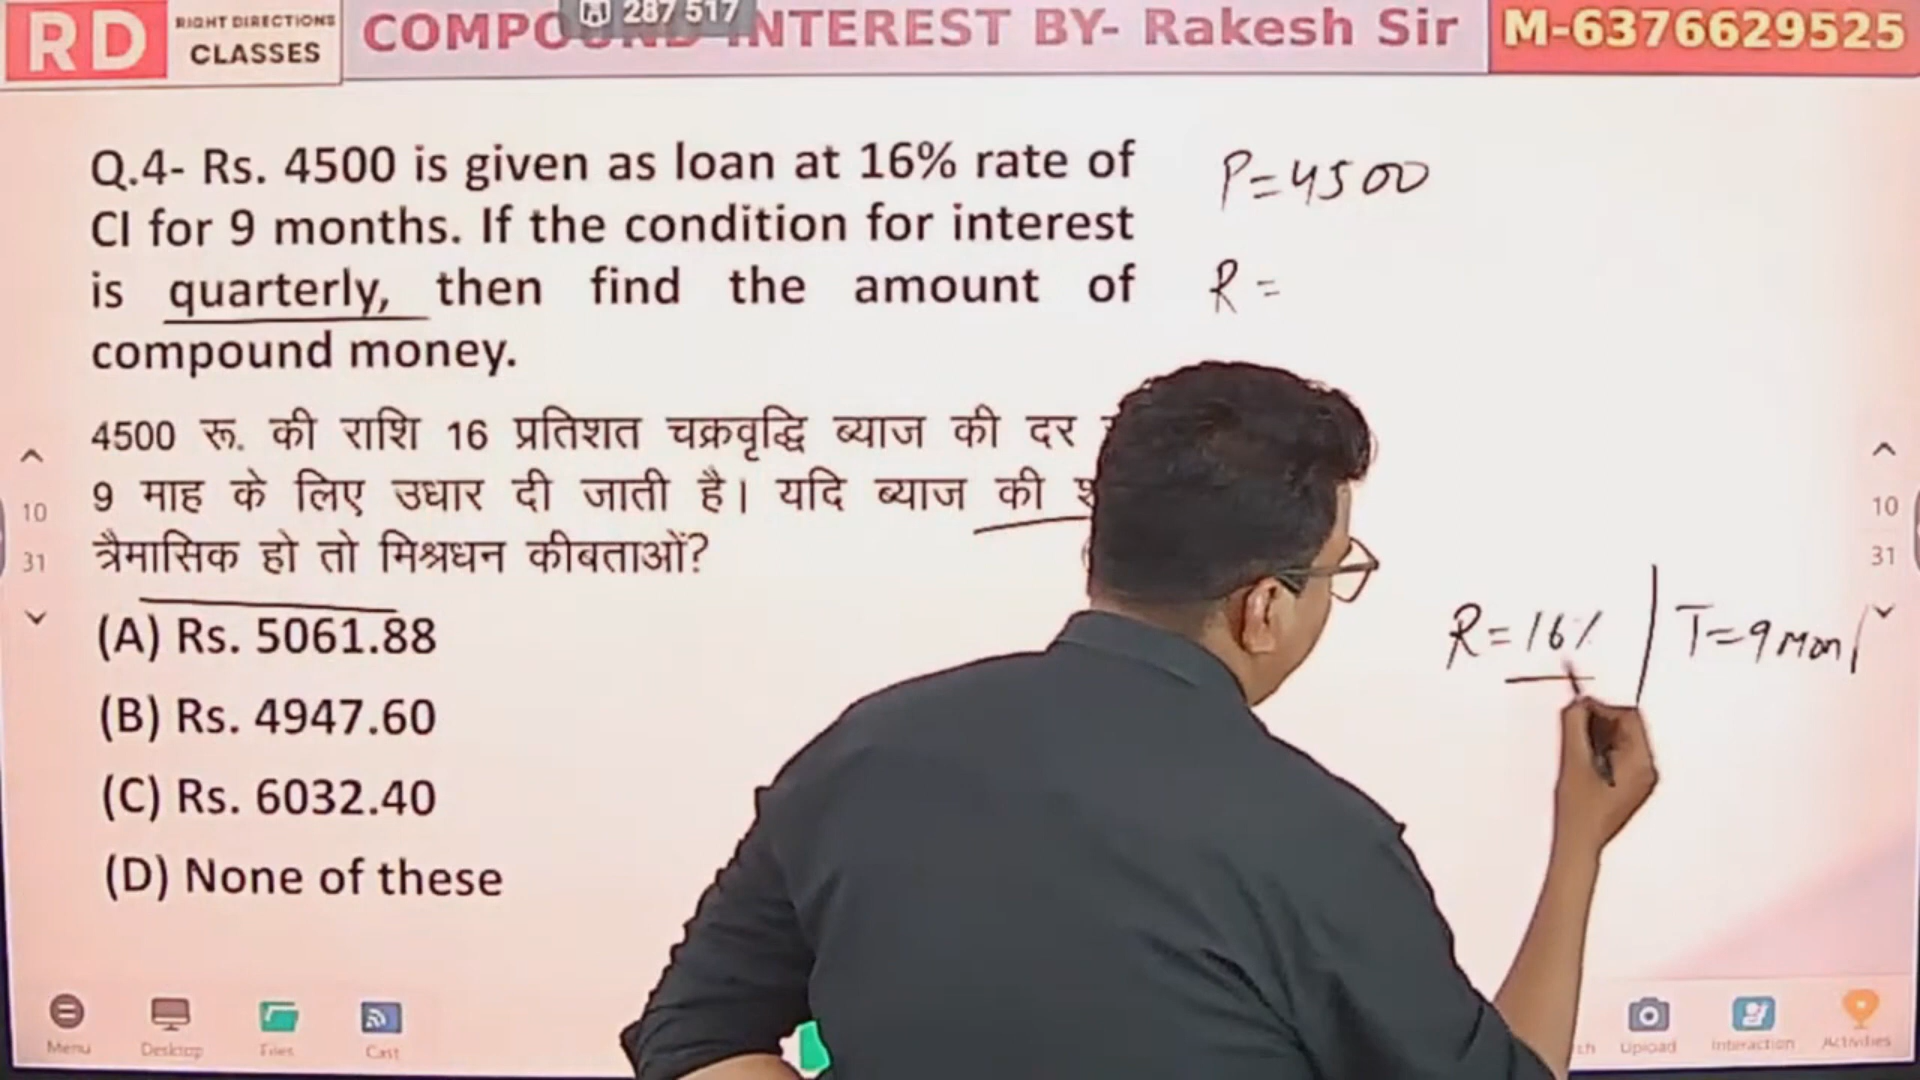 RD
RIGHT DIRECTIONS
CLASSES
287 517
INTEREST BY- Rakesh Sir
M-6376629525
Q.4- Rs. 4500 is given as loan at 16% rate of
CI for 9 months. If the condition for interest
is quarterly, then find the amount of
compound money.
4500 रू. की राशि 16 प्रतिशत चक्रवृद्धि ब्याज की दर
9 माह के लिए उधार दी जाती है। यदि ब्याज की
त्रैमासिक हो तो मिश्रधन कीबताओं?
(A) Rs. 5061.88
(B) Rs. 4947.60
(C) Rs. 6032.40
(D) None of these
P=4500
R=
R=16%
T=9 Mon
10
31
10
31
Menu
Desktop
Files
Cast
Upload
Interaction
Activities